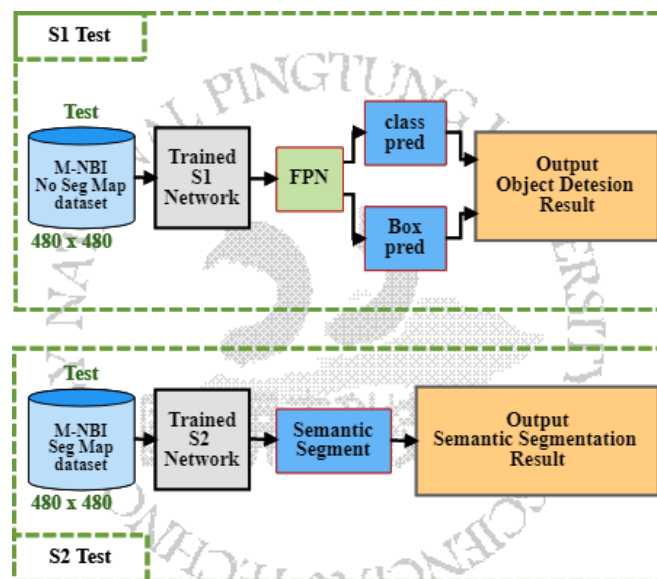 S1 Test
Test
M-NBI
No Seg Map
dataset
480 x 480
Trained
S1
Network
FPN
class
pred
Box
pred
Output
Object Detesion
Result
Test
M-NBI
Seg Map
dataset
480 x 480
Trained
S2
Network
Semantic
Segment
Output
Semantic Segmentation
Result
S2 Test